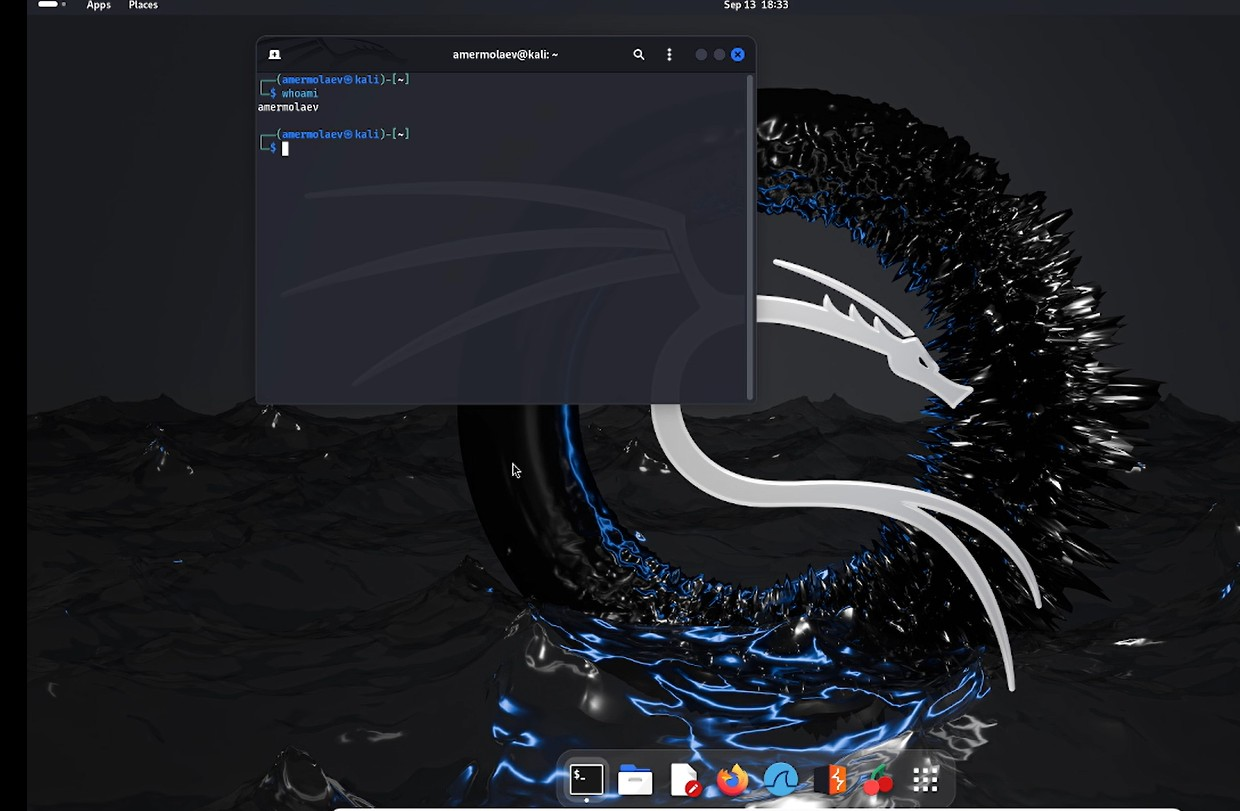 Apps Places Sep 13 18:33
amermolaev@kali: ~
┌──(amermolaev㉿kali)-[~]
└─$ whoami
amermolaev
┌──(amermolaev㉿kali)-[~]
└─$
$_